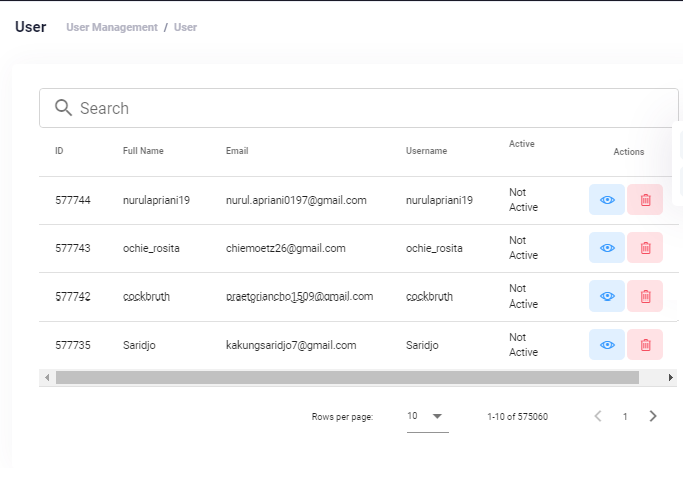 User User Management / User
Search
ID Full Name Email Username Active Actions
577744 nurulapriani19 nurul.apriani0197@gmail.com nurulapriani19 Not Active
577743 ochie_rosita chiemoetz26@gmail.com ochie_rosita Not Active
577742 cockbruth praetoriancho1509@gmail.com cockbruth Not Active
577735 Saridjo kakungsaridjo7@gmail.com Saridjo Not Active
Rows per page: 10 1-10 of 575060 1